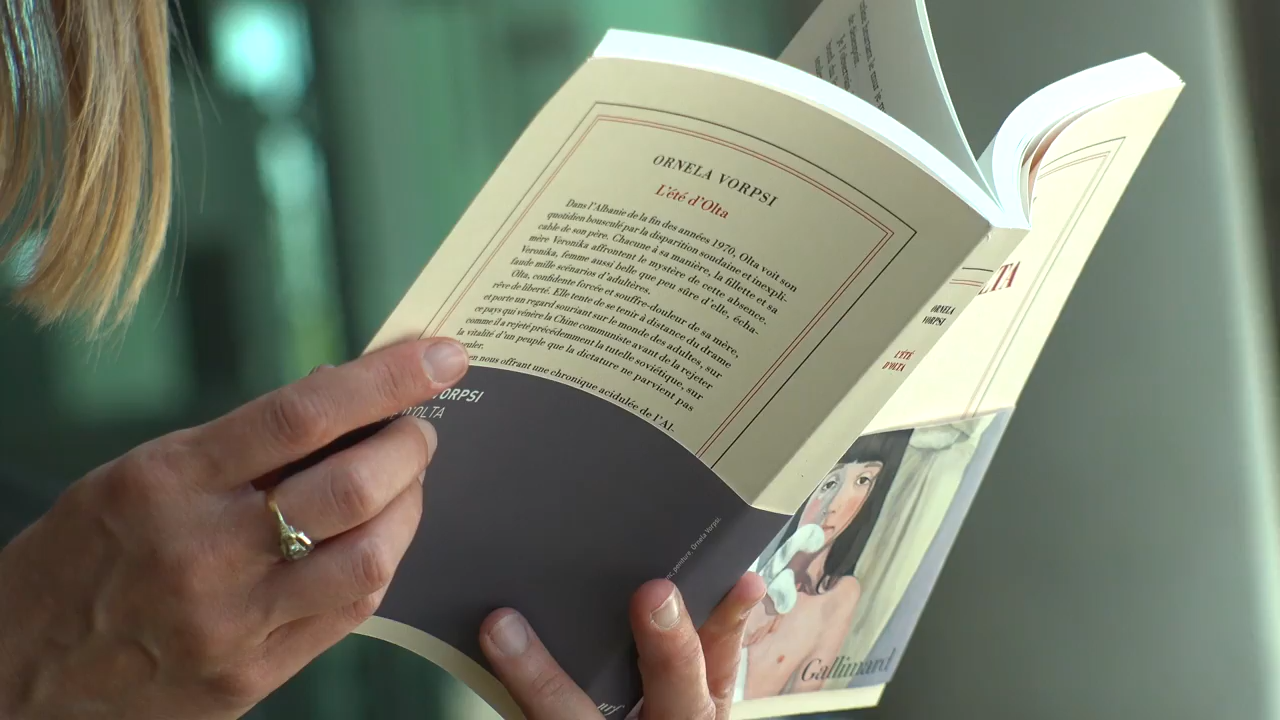 ORNELA VORPSI
L'été d'Olta
Dans l'Albanie de la fin des années 1970, Olta voit son
quotidien bousculé par la disparition soudaine et inexpli-
cable de son père. Chacune à sa manière, la fillette et sa
mère Veronika affrontent le mystère de cette absence.
Veronika, femme aussi belle que peu sûre d'elle, écha-
faude mille scénarios d'adultères.
Olta, confidente forcée et souffre-douleur de sa mère,
rêve de liberté. Elle tente de se tenir à distance du drame
et porte un regard souriant sur le monde des adultes, sur
ce pays qui vénère la Chine communiste avant de la rejeter
comme il a rejeté précédemment la tutelle soviétique, sur
la vitalité d'un peuple que la dictature ne parvient pas
en nous offrant une chronique acidulée de l'Al-
VORPSI
D'OLTA
peinture, Ornela Vorpsi.
nrf
ORNELA
VORPSI
L'ÉTÉ
D'OLTA
LTA
Gallimard